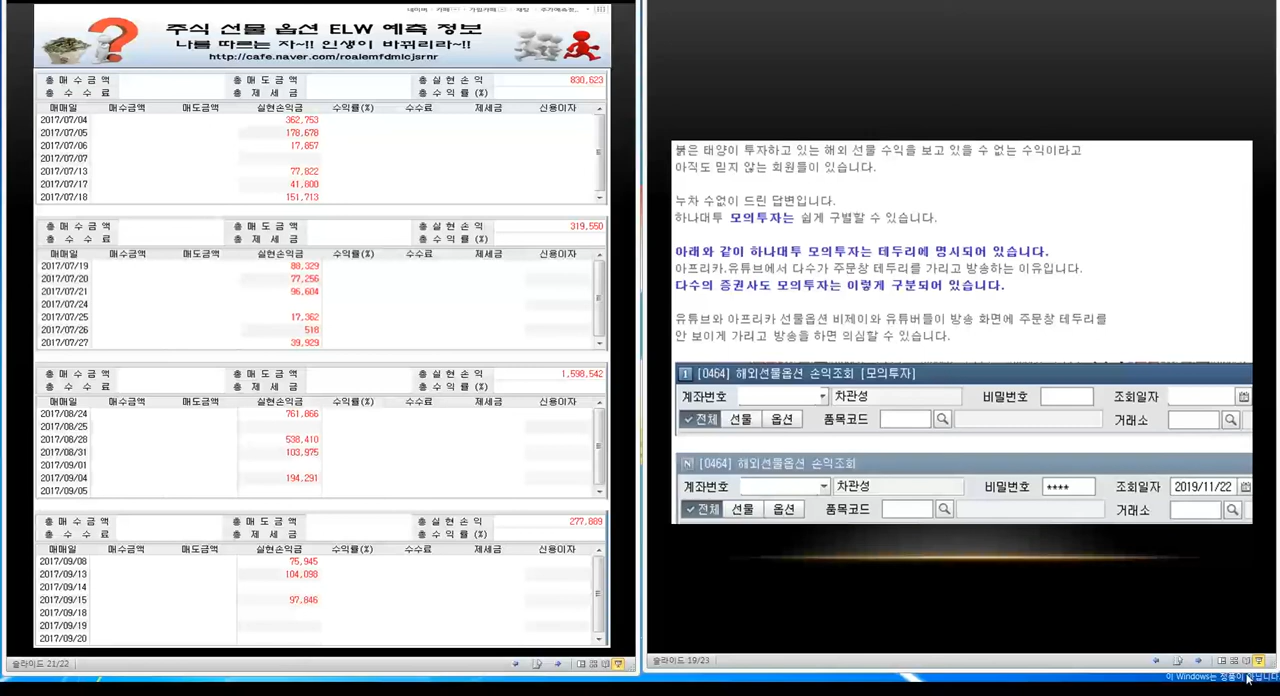 주식 선물 옵션 ELW 예측 정보
나를 따르는 자~!! 인생이 바뀌리라~!!
http://cafe.naver.com/roalemfdmlcjsrnr
총 매 수 금 액 총 매 도 금 액 총 실 현 손 익 830,623
총 수 수 료 총 제 세 금 총 수 익 률 (%)
매매일 매수금액 매도금액 실현손익금 수익률(%) 수수료 제세금 신용이자
2017/07/04 362,753
2017/07/05 178,678
2017/07/06 17,857
2017/07/07
2017/07/13 77,822
2017/07/17 41,800
2017/07/18 151,713
총 매 수 금 액 총 매 도 금 액 총 실 현 손 익 319,550
총 수 수 료 총 제 세 금 총 수 익 률 (%)
매매일 매수금액 매도금액 실현손익금 수익률(%) 수수료 제세금 신용이자
2017/07/19 88,329
2017/07/20 77,256
2017/07/21 96,604
2017/07/24
2017/07/25 17,362
2017/07/26 518
2017/07/27 39,929
총 매 수 금 액 총 매 도 금 액 총 실 현 손 익 1,598,542
총 수 수 료 총 제 세 금 총 수 익 률 (%)
매매일 매수금액 매도금액 실현손익금 수익률(%) 수수료 제세금 신용이자
2017/08/24 761,866
2017/08/25
2017/08/28 538,410
2017/08/31 103,975
2017/09/01
2017/09/04 194,291
2017/09/05
총 매 수 금 액 총 매 도 금 액 총 실 현 손 익 277,889
총 수 수 료 총 제 세 금 총 수 익 률 (%)
매매일 매수금액 매도금액 실현손익금 수익률(%) 수수료 제세금 신용이자
2017/09/08 75,945
2017/09/13 104,098
2017/09/14
2017/09/15 97,846
2017/09/18
2017/09/19
2017/09/20
슬라이드 21/22
붉은 태양이 투자하고 있는 해외 선물 수익을 보고 있을 수 없는 수익이라고
아직도 믿지 않는 회원들이 있습니다.
누차 수없이 드린 답변입니다.
하나대투 모의투자는 쉽게 구별할 수 있습니다.
아래와 같이 하나대투 모의투자는 테두리에 명시되어 있습니다.
아프리카.유튜브에서 다수가 주문창 테두리를 가리고 방송하는 이유입니다.
다수의 증권사도 모의투자는 이렇게 구분되어 있습니다.
유튜브와 아프리카 선물옵션 비제이와 유튜버들이 방송 화면에 주문창 테두리를
안 보이게 가리고 방송을 하면 의심할 수 있습니다.
1 [0464] 해외선물옵션 손익조회 [모의투자]
계좌번호 차관성 비밀번호 조회일자
✓전체 선물 옵션 품목코드 거래소
N [0464] 해외선물옵션 손익조회
계좌번호 차관성 비밀번호 **** 조회일자 2019/11/22
✓전체 선물 옵션 품목코드 거래소
슬라이드 19/23
이 Windows는 정품이 아닙니다